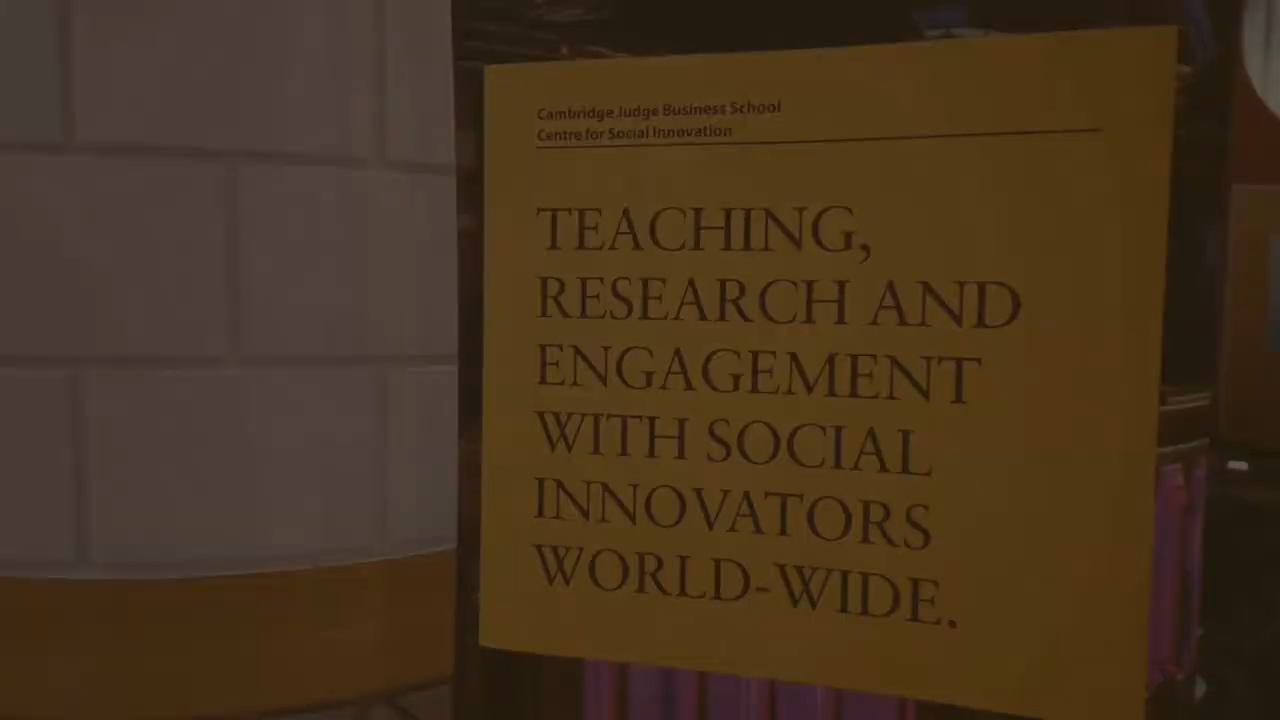 Cambridge Judge Business School
Centre for Social Innovation
TEACHING,
RESEARCH AND
ENGAGEMENT
WITH SOCIAL
INNOVATORS
WORLD-WIDE.